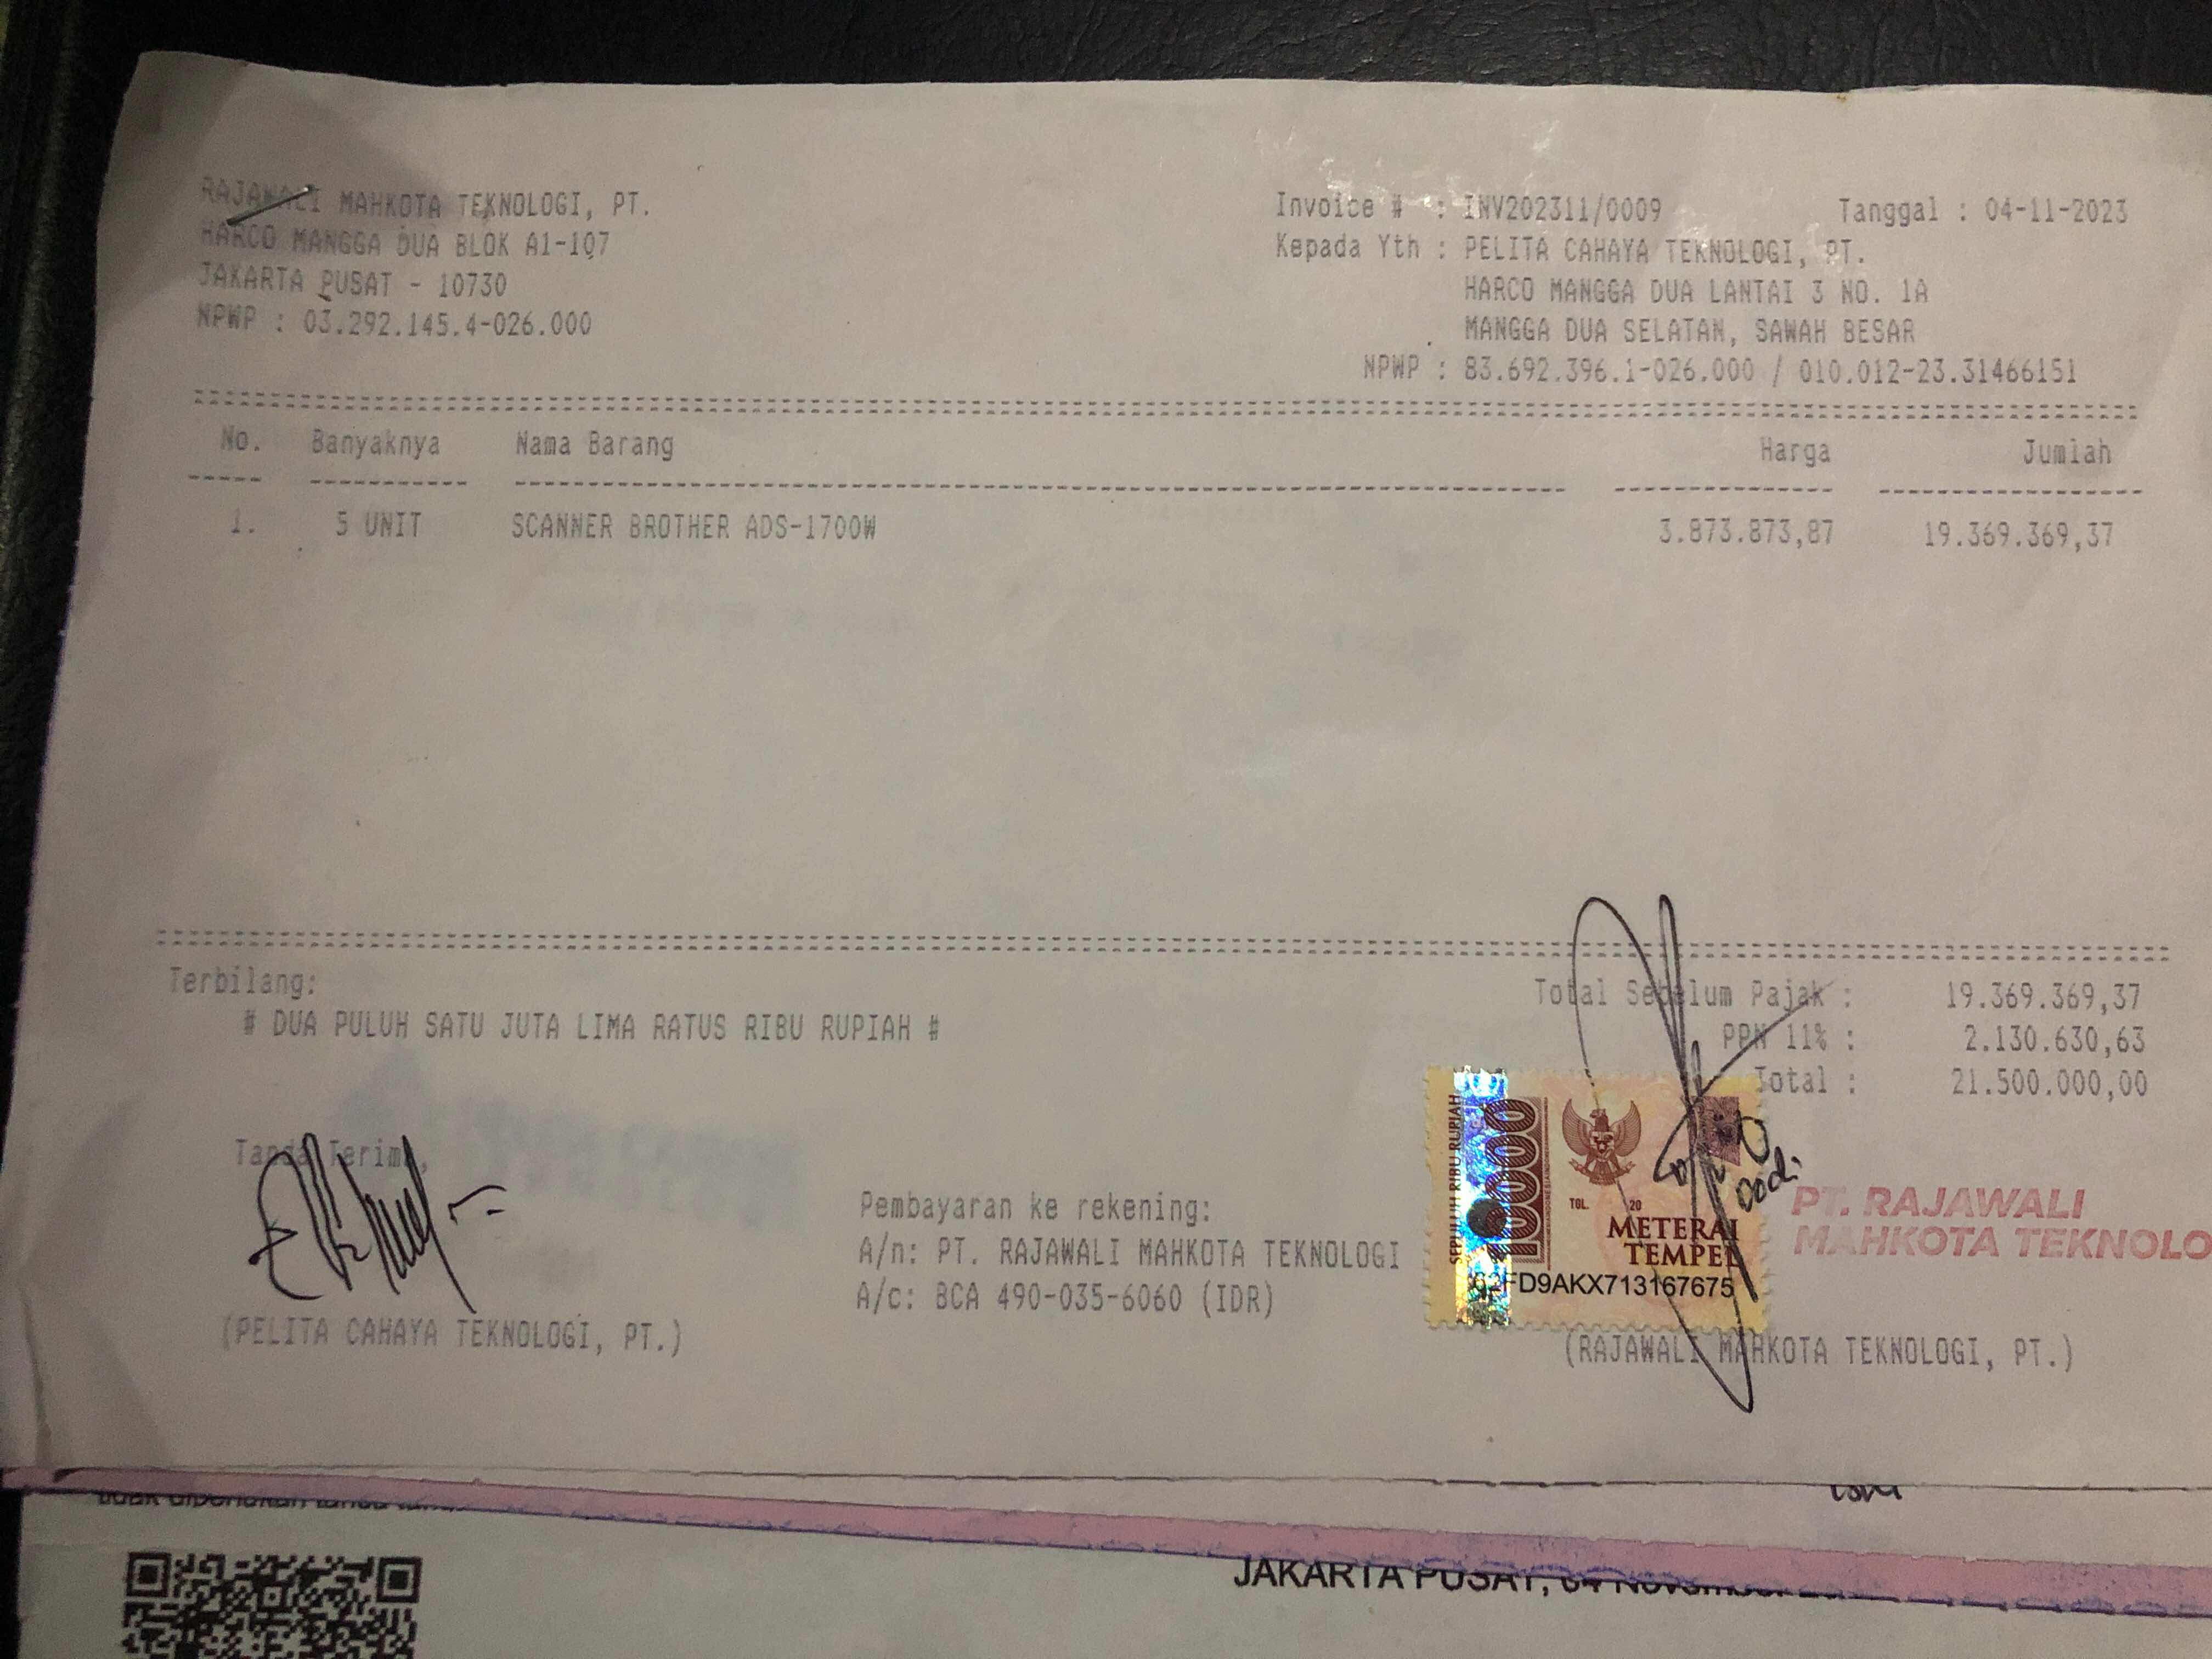 RAJAWALI MAHKOTA TEKNOLOGI, PT.
HARCO MANGGA DUA BLOK A1-107
JAKARTA PUSAT - 10730
NPWP : 03.292.145.4-026.000
Invoice # : INV202311/0009 Tanggal : 04-11-2023
Kepada Yth : PELITA CAHAYA TEKNOLOGI, PT.
HARCO MANGGA DUA LANTAI 3 NO. 1A
MANGGA DUA SELATAN, SAWAH BESAR
NPWP : 83.692.396.1-026.000 / 010.012-23.31466151
No. Banyaknya Nama Barang Harga Jumlah
1. 5 UNIT SCANNER BROTHER ADS-1700W 3.873.873,87 19.369.369,37
Terbilang:
# DUA PULUH SATU JUTA LIMA RATUS RIBU RUPIAH #
Total Sebelum Pajak : 19.369.369,37
PPN 11% : 2.130.630,63
Total : 21.500.000,00
Tanda Terima,
(PELITA CAHAYA TEKNOLOGI, PT.)
Pembayaran ke rekening:
A/n: PT. RAJAWALI MAHKOTA TEKNOLOGI
A/c: BCA 490-035-6060 (IDR)
SEPULUH RIBU RUPIAH
10000
TGL. 20
METERAI
TEMPEL
FD9AKX713167675
Dodi
PT. RAJAWALI
MAHKOTA TEKNOLO
(RAJAWALI MAHKOTA TEKNOLOGI, PT.)
JAKARTA PUSAT, 04 November